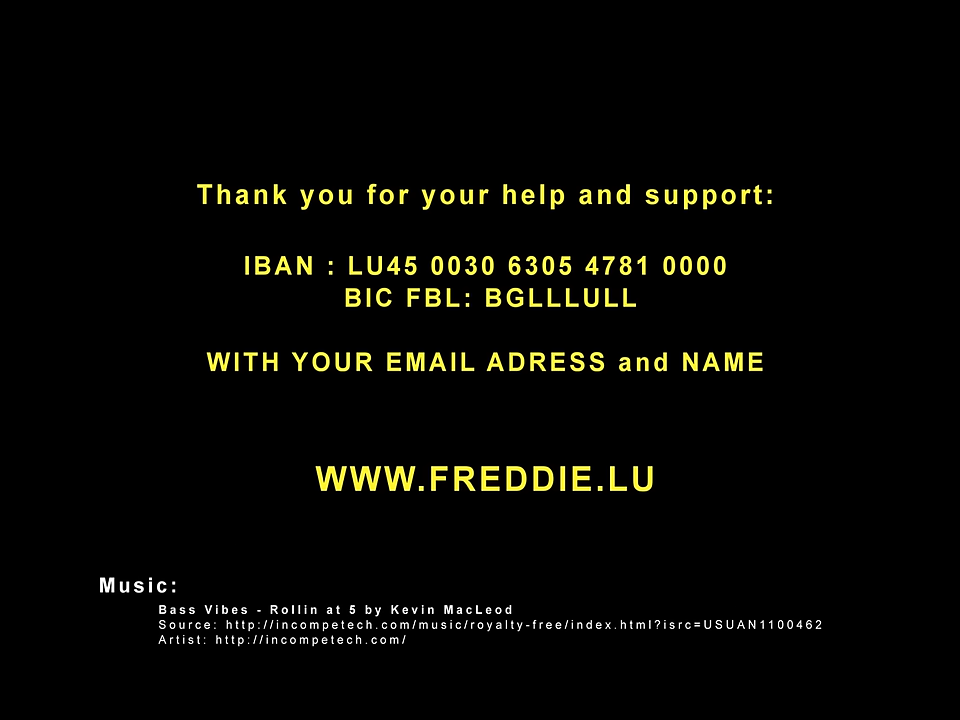 Thank you for your help and support:
IBAN : LU45 0030 6305 4781 0000
BIC FBL: BGLLLULL
WITH YOUR EMAIL ADRESS and NAME
WWW.FREDDIE.LU
Music:
Bass Vibes - Rollin at 5 by Kevin MacLeod
Source: http://incompetech.com/music/royalty-free/index.html?isrc=USUAN1100462
Artist: http://incompetech.com/